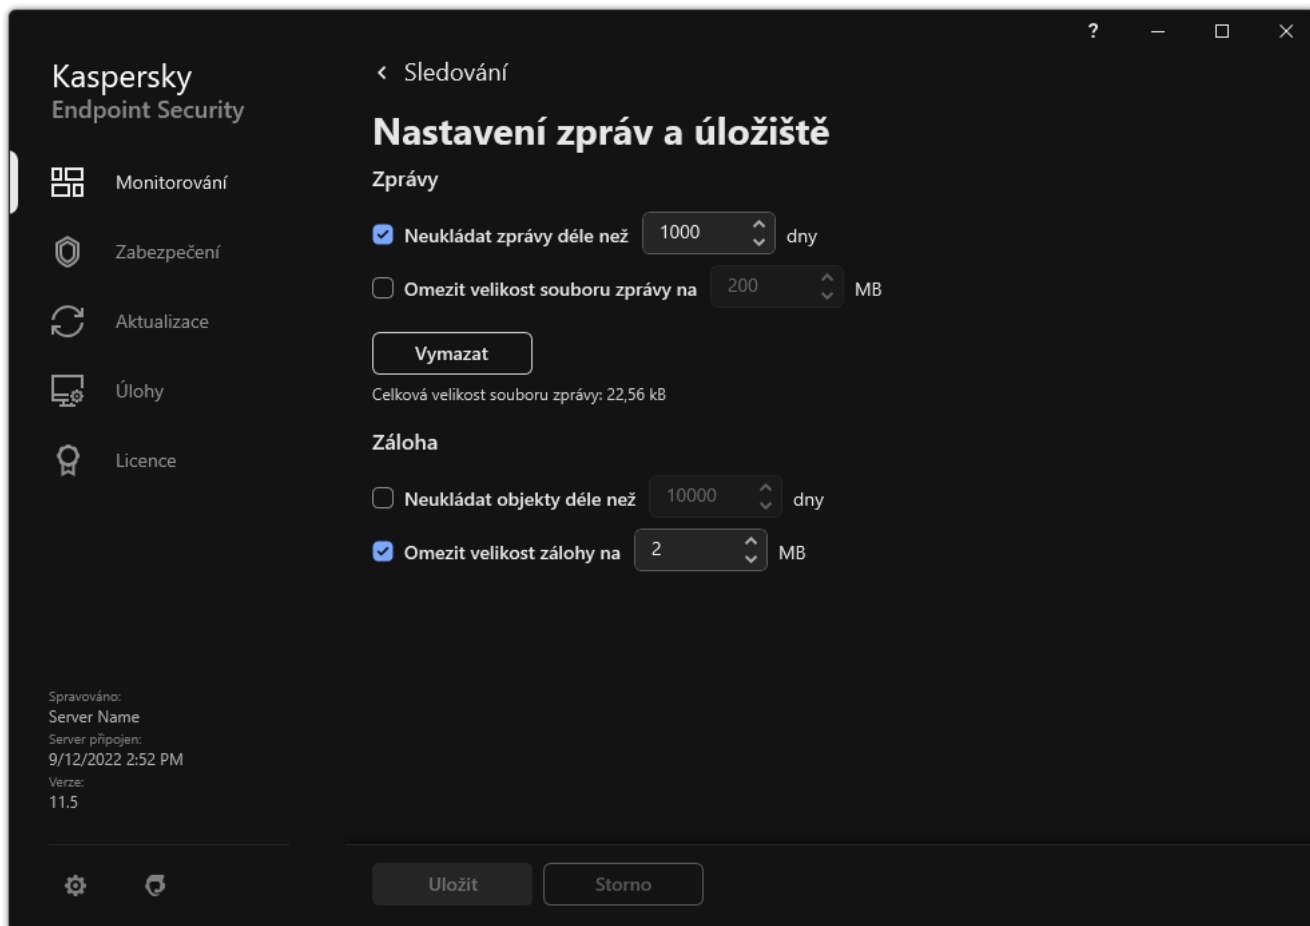 ?
Kaspersky
Endpoint Security
Monitorování
Zabezpečení
Aktualizace
Úlohy
Licence
Spravováno:
Server Name
Server připojen:
9/12/2022 2:52 PM
Verze:
11.5
Sledování
Nastavení zpráv a úložiště
Zprávy
Neukládat zprávy déle než 1000 dny
Omezit velikost souboru zprávy na 200 MB
Vymazat
Celková velikost souboru zprávy: 22,56 kB
Záloha
Neukládat objekty déle než 10000 dny
Omezit velikost zálohy na 2 MB
Uložit Storno